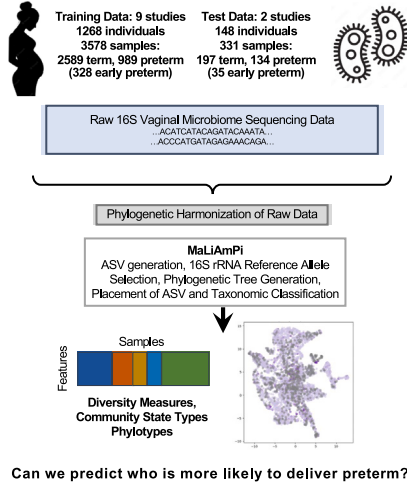 Training Data: 9 studies
1268 individuals
3578 samples:
2589 term, 989 preterm
(328 early preterm)
Test Data: 2 studies
148 individuals
331 samples:
197 term, 134 preterm
(35 early preterm)
Raw 16S Vaginal Microbiome Sequencing Data
...ACATCATACAGATACAAATA...
...ACCCATGATAGAGAAACAGA...
Phylogenetic Harmonization of Raw Data
MaLiAmPi
ASV generation, 16S rRNA Reference Allele
Selection, Phylogenetic Tree Generation,
Placement of ASV and Taxonomic Classification
Samples
Features
Diversity Measures,
Community State Types
Phylotypes
Can we predict who is more likely to deliver preterm?